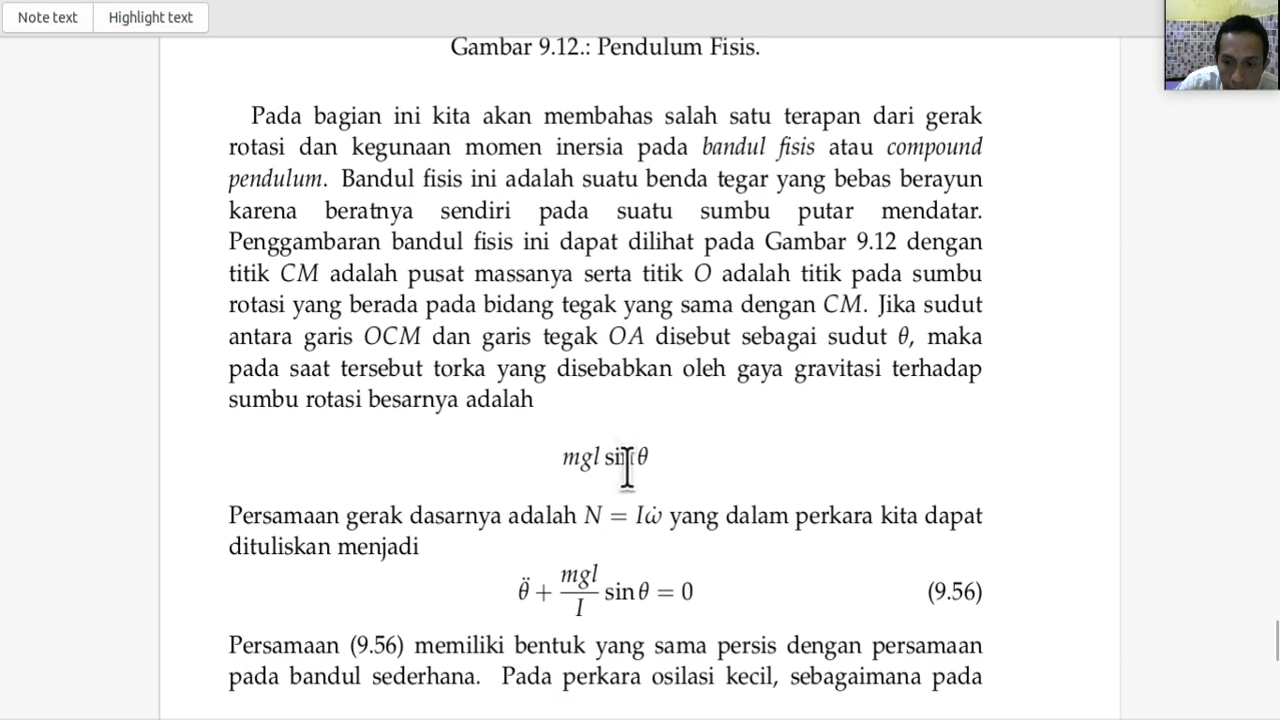 Note text
Highlight text
Gambar 9.12.: Pendulum Fisis.
Pada bagian ini kita akan membahas salah satu terapan dari gerak
rotasi dan kegunaan momen inersia pada bandul fisis atau compound
pendulum. Bandul fisis ini adalah suatu benda tegar yang bebas berayun
karena beratnya sendiri pada suatu sumbu putar mendatar.
Penggambaran bandul fisis ini dapat dilihat pada Gambar 9.12 dengan
titik CM adalah pusat massanya serta titik O adalah titik pada sumbu
rotasi yang berada pada bidang tegak yang sama dengan CM. Jika sudut
antara garis OCM dan garis tegak OA disebut sebagai sudut θ, maka
pada saat tersebut torka yang disebabkan oleh gaya gravitasi terhadap
sumbu rotasi besarnya adalah
mgl sin θ
Persamaan gerak dasarnya adalah N = Iω̇ yang dalam perkara kita dapat
dituliskan menjadi
θ̈ + mgl/I sin θ = 0 (9.56)
Persamaan (9.56) memiliki bentuk yang sama persis dengan persamaan
pada bandul sederhana. Pada perkara osilasi kecil, sebagaimana pada